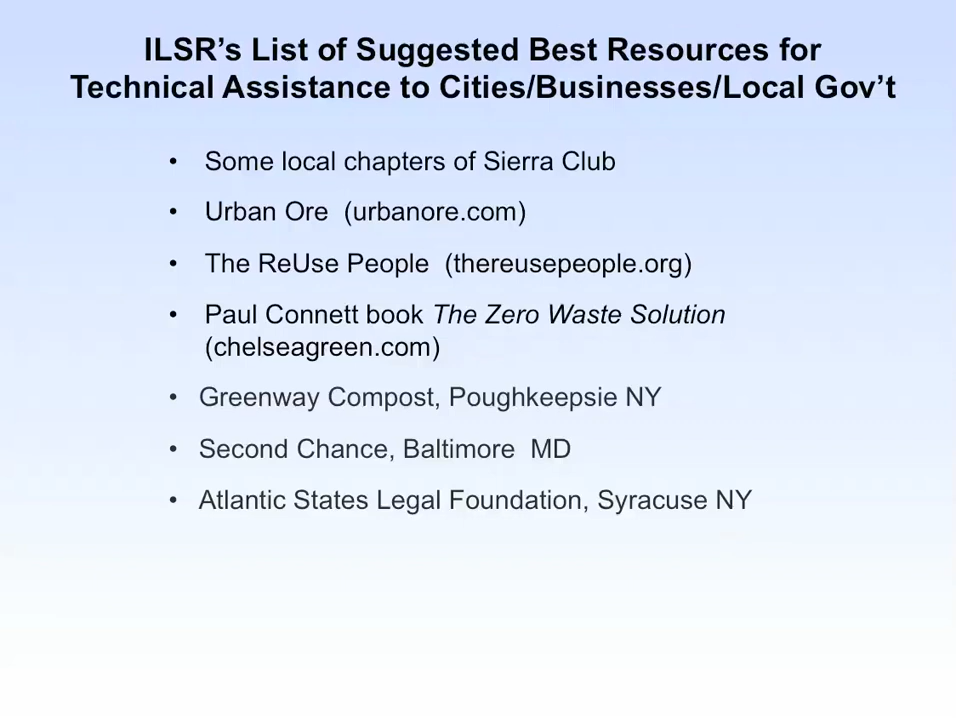 ILSR’s List of Suggested Best Resources for
Technical Assistance to Cities/Businesses/Local Gov’t
• Some local chapters of Sierra Club
• Urban Ore (urbanore.com)
• The ReUse People (thereusepeople.org)
• Paul Connett book The Zero Waste Solution
(chelseagreen.com)
• Greenway Compost, Poughkeepsie NY
• Second Chance, Baltimore MD
• Atlantic States Legal Foundation, Syracuse NY